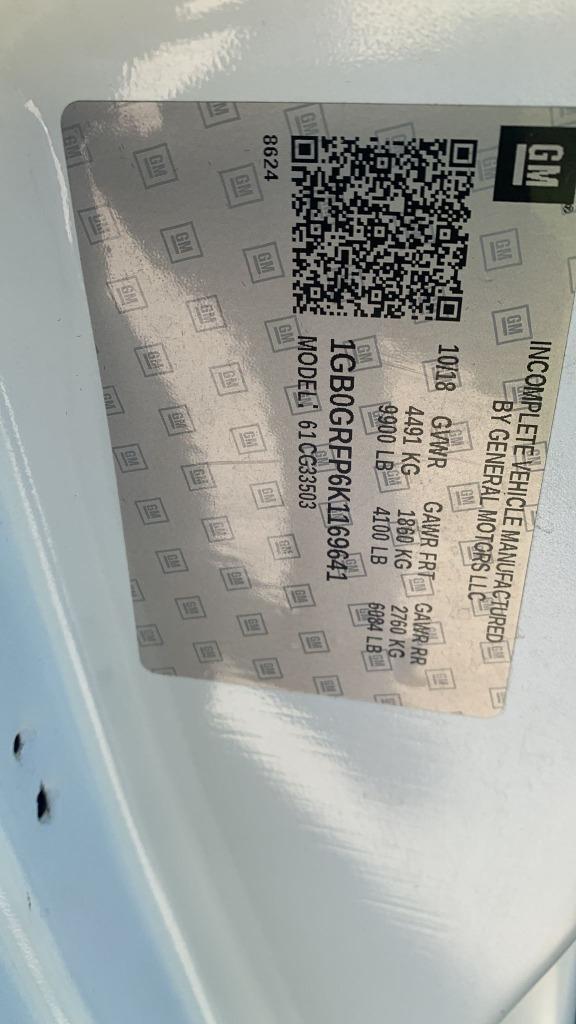 GM
®
INCOMPLETE VEHICLE MANUFACTURED
BY GENERAL MOTORS LLC
10/18 GVWR GAWR FRT GAWR RR
4491 KG 1860 KG 2760 KG
9900 LB 4100 LB 6084 LB
1GB0GRFP6K1169641
MODEL: 61 CG33503
8624